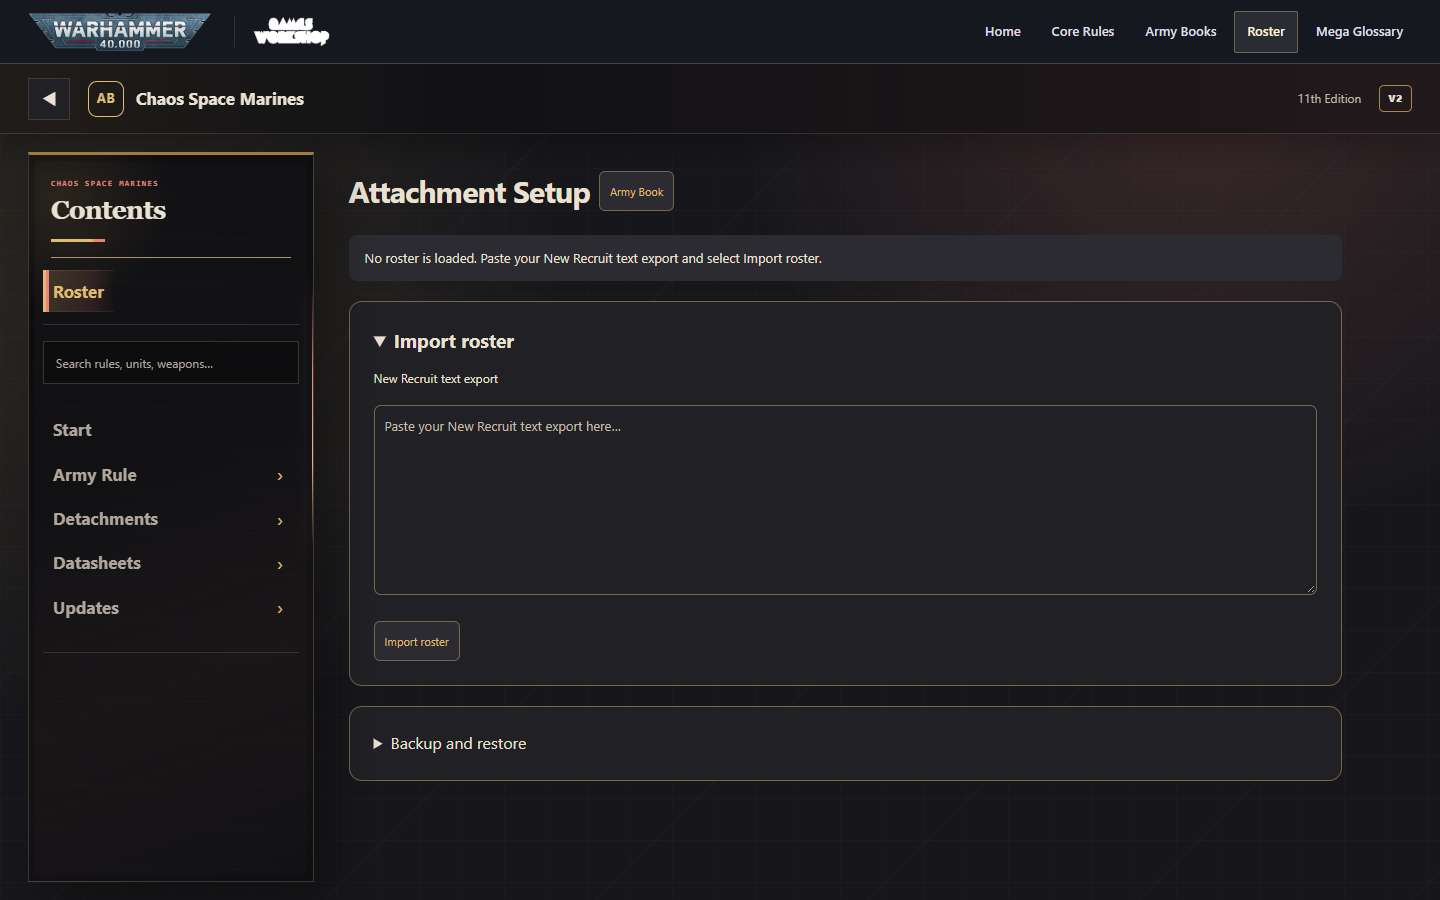 WARHAMMER
40,000
GAMES
WORKSHOP
Home
Core Rules
Army Books
Roster
Mega Glossary
AB
Chaos Space Marines
11th Edition
V2
CHAOS SPACE MARINES
Contents
Roster
Search rules, units, weapons...
Start
Army Rule
Detachments
Datasheets
Updates
Attachment Setup
Army Book
No roster is loaded. Paste your New Recruit text export and select Import roster.
Import roster
New Recruit text export
Paste your New Recruit text export here...
Import roster
Backup and restore